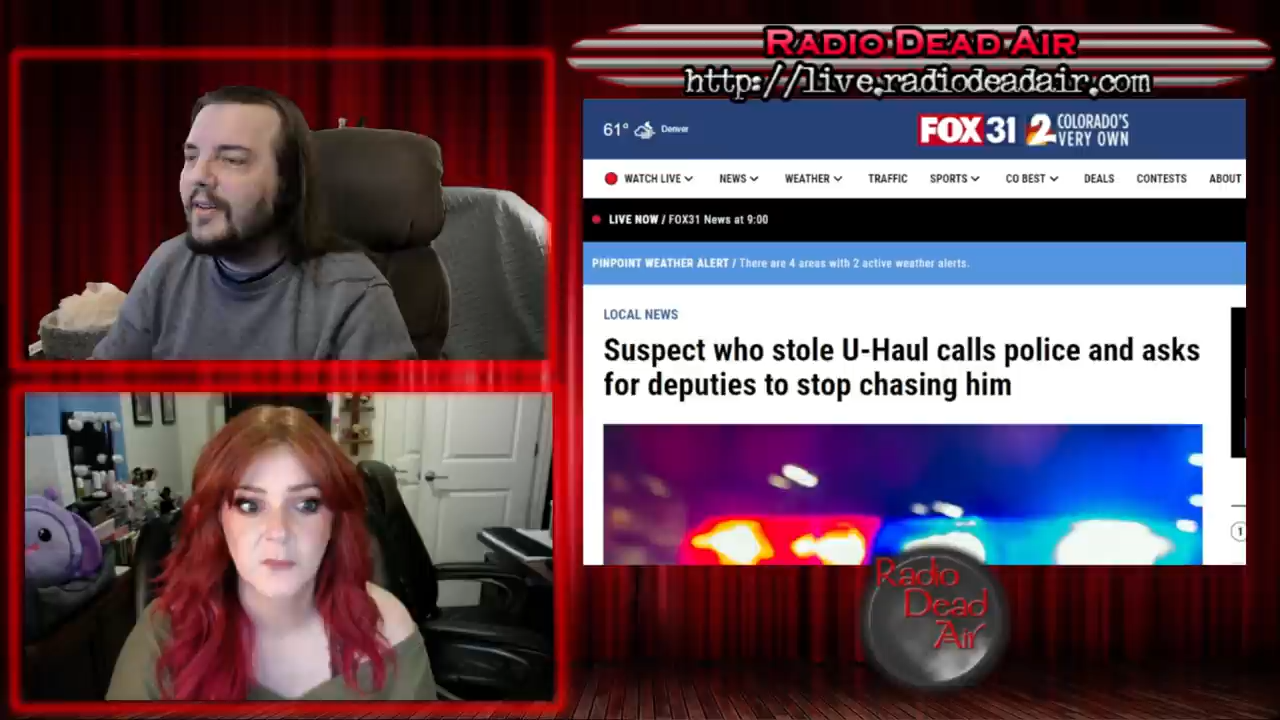 RADIO DEAD AIR
http://live.radiodeadair.com
61° Denver
FOX 31 2 COLORADO'S VERY OWN
WATCH LIVE NEWS WEATHER TRAFFIC SPORTS CO BEST DEALS CONTESTS ABOUT
LIVE NOW / FOX31 News at 9:00
PINPOINT WEATHER ALERT / There are 4 areas with 2 active weather alerts.
LOCAL NEWS
Suspect who stole U-Haul calls police and asks
for deputies to stop chasing him
1
Radio
Dead
Air